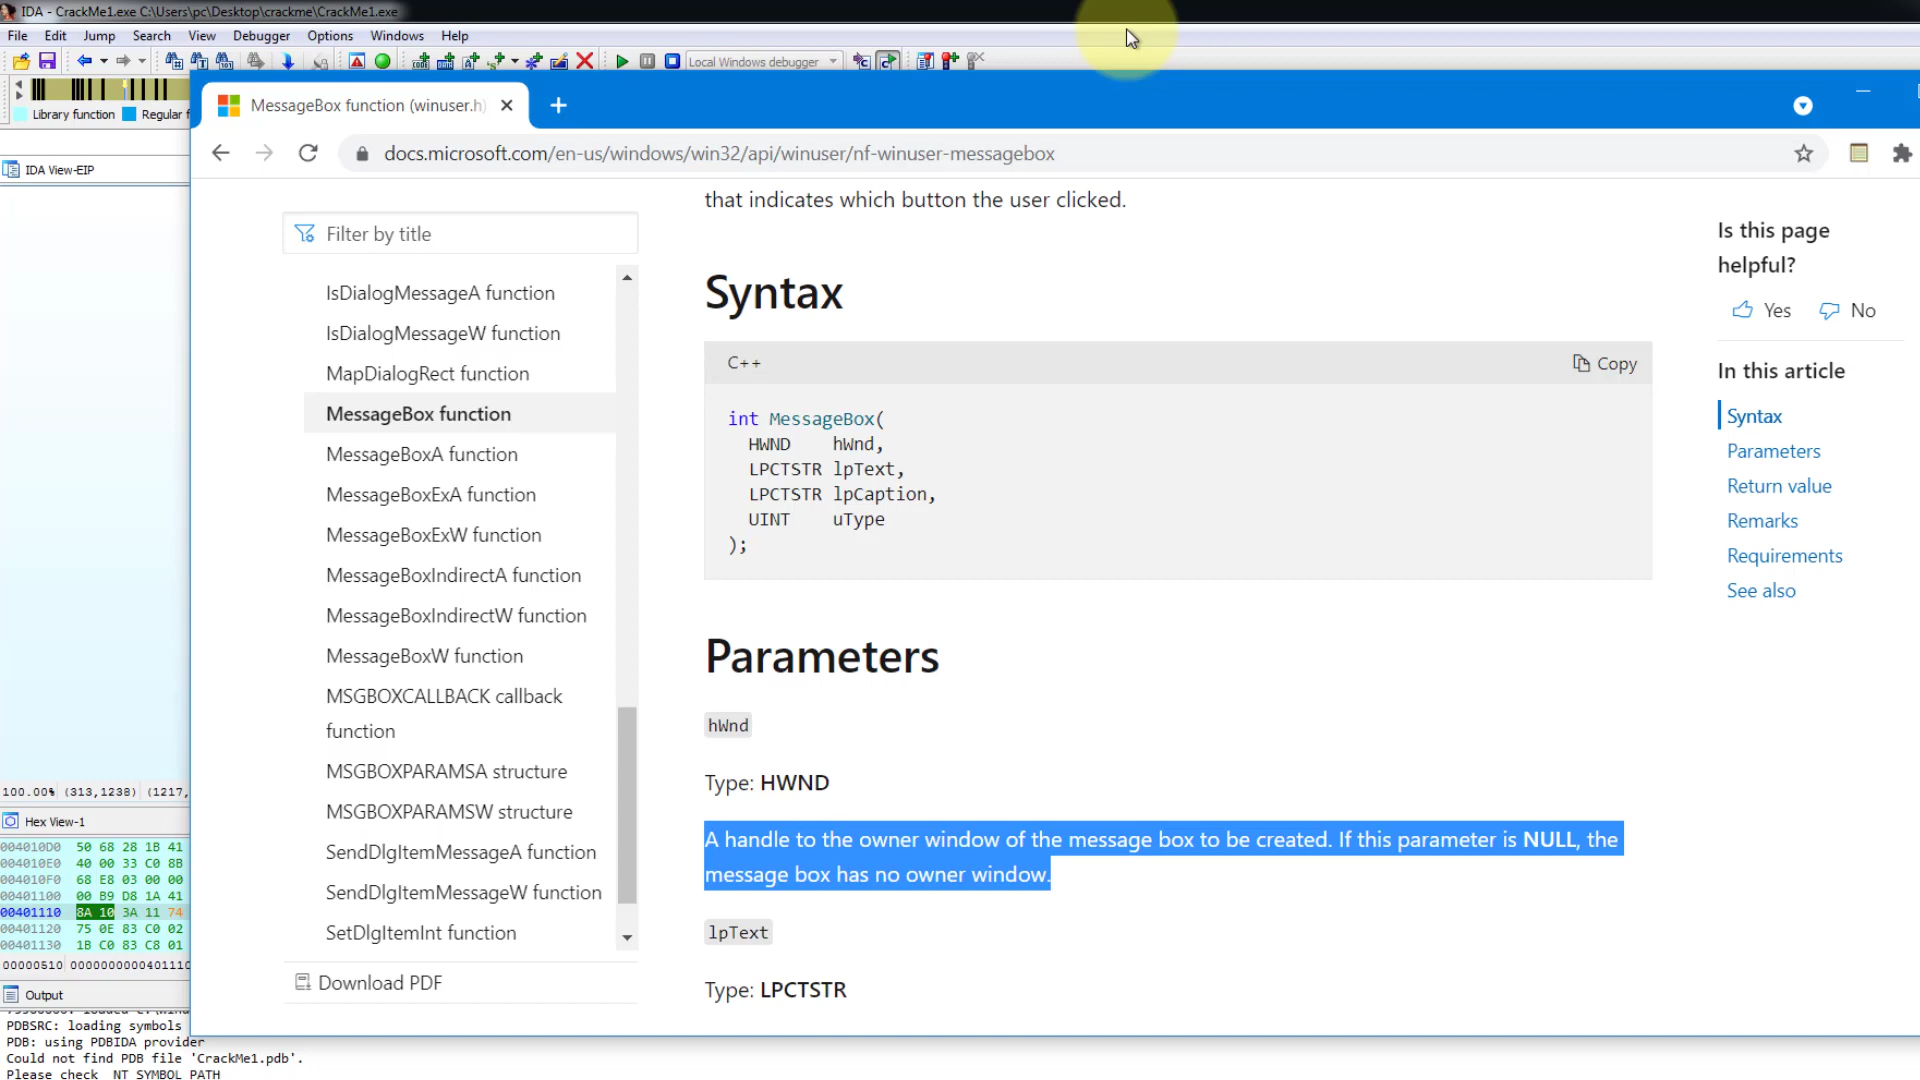 IDA - CrackMe1.exe C:\Users\pc\Desktop\crackme\CrackMe1.exe
File Edit Jump Search View Debugger Options Windows Help
Local Windows debugger
Library function Regular f
IDA View-EIP
MessageBox function (winuser.h)
docs.microsoft.com/en-us/windows/win32/api/winuser/nf-winuser-messagebox
Filter by title
IsDialogMessageA function
IsDialogMessageW function
MapDialogRect function
MessageBox function
MessageBoxA function
MessageBoxExA function
MessageBoxExW function
MessageBoxIndirectA function
MessageBoxIndirectW function
MessageBoxW function
MSGBOXCALLBACK callback
function
MSGBOXPARAMSA structure
MSGBOXPARAMSW structure
SendDlgItemMessageA function
SendDlgItemMessageW function
SetDlgItemInt function
Download PDF
that indicates which button the user clicked.
Syntax
C++ Copy
int MessageBox(
HWND hWnd,
LPCTSTR lpText,
LPCTSTR lpCaption,
UINT uType
);
Parameters
hWnd
Type: HWND
A handle to the owner window of the message box to be created. If this parameter is NULL, the
message box has no owner window.
lpText
Type: LPCTSTR
Is this page
helpful?
Yes No
In this article
Syntax
Parameters
Return value
Remarks
Requirements
See also
100.00% (313,1238) (1217,
Hex View-1
004010D0 50 68 28 1B 41
004010E0 40 00 33 C0 8B
004010F0 68 E8 03 00 00
00401100 00 B9 D8 1A 41
00401110 8A 10 3A 11 74
00401120 75 0E 83 C0 02
00401130 1B C0 83 C8 01
00000510 0000000000401110
Output
PDBSRC: loading symbols
PDB: using PDBIDA provider
Could not find PDB file 'CrackMe1.pdb'.
Please check _NT_SYMBOL_PATH